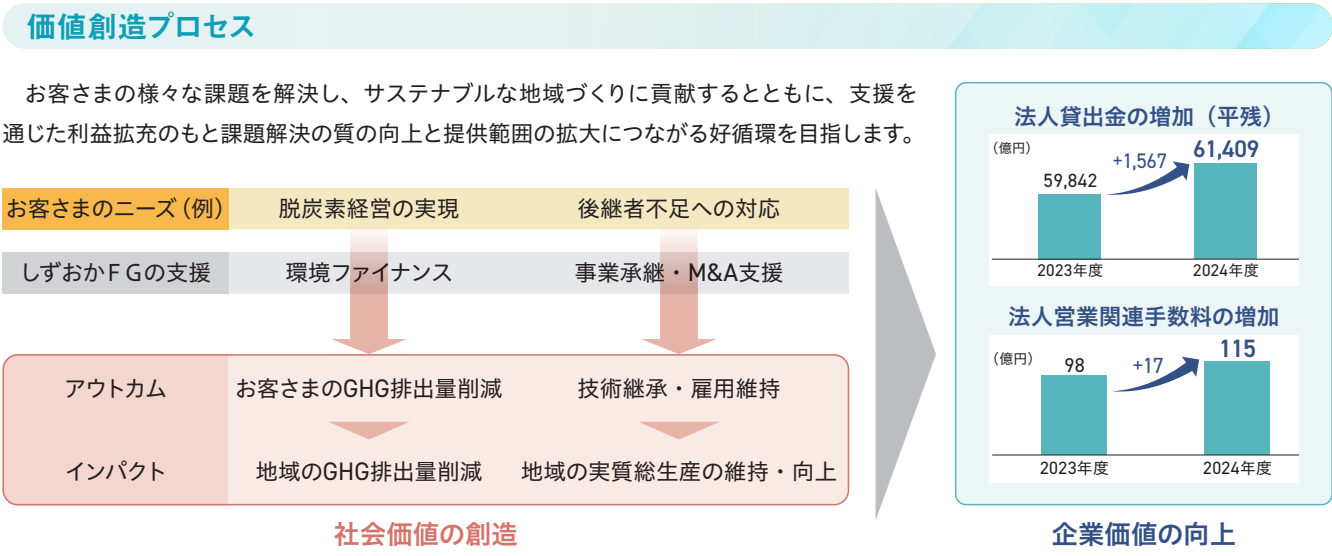 価値創造プロセス
お客さまの様々な課題を解決し、サステナブルな地域づくりに貢献するとともに、支援を
通じた利益拡充のもと課題解決の質の向上と提供範囲の拡大につながる好循環を目指します。
お客さまのニーズ（例） 脱炭素経営の実現 後継者不足への対応
しずおかＦＧの支援 環境ファイナンス 事業承継・M&A支援
アウトカム お客さまのGHG排出量削減 技術継承・雇用維持
インパクト 地域のGHG排出量削減 地域の実質総生産の維持・向上
社会価値の創造
法人貸出金の増加（平残）
（億円）
59,842 +1,567 61,409
2023年度 2024年度
法人営業関連手数料の増加
（億円）
98 +17 115
2023年度 2024年度
企業価値の向上